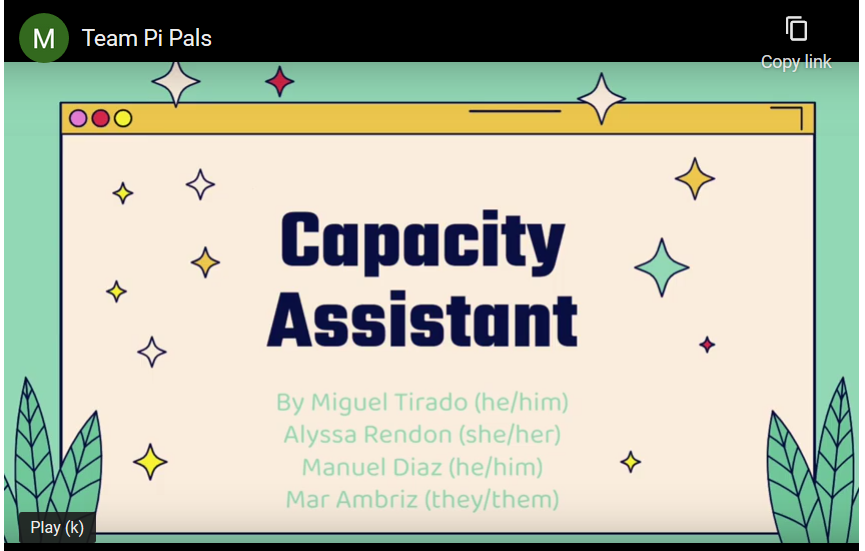 M
Team Pi Pals
Copy link
Capacity
Assistant
By Miguel Tirado (he/him)
Alyssa Rendon (she/her)
Manuel Diaz (he/him)
Mar Ambriz (they/them)
Play (k)